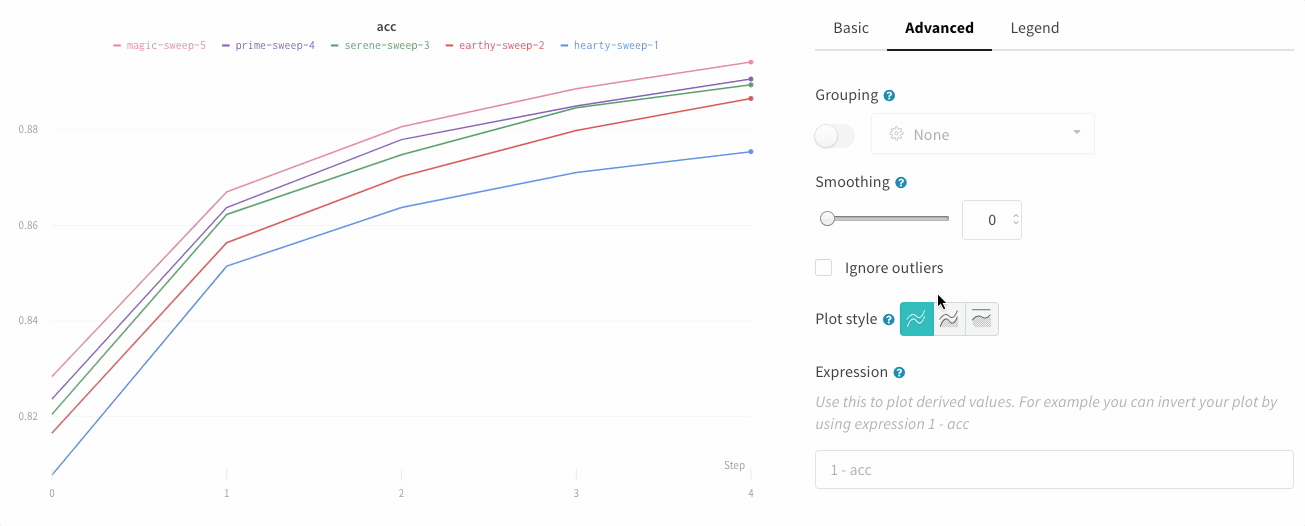 acc
magic-sweep-5 prime-sweep-4 serene-sweep-3 earthy-sweep-2 hearty-sweep-1
0.88
0.86
0.84
0.82
Step
0 1 2 3 4
Basic Advanced Legend
Grouping ?
None
Smoothing ?
0
Ignore outliers
Plot style ?
Expression ?
Use this to plot derived values. For example you can invert your plot by
using expression 1 - acc
1 - acc